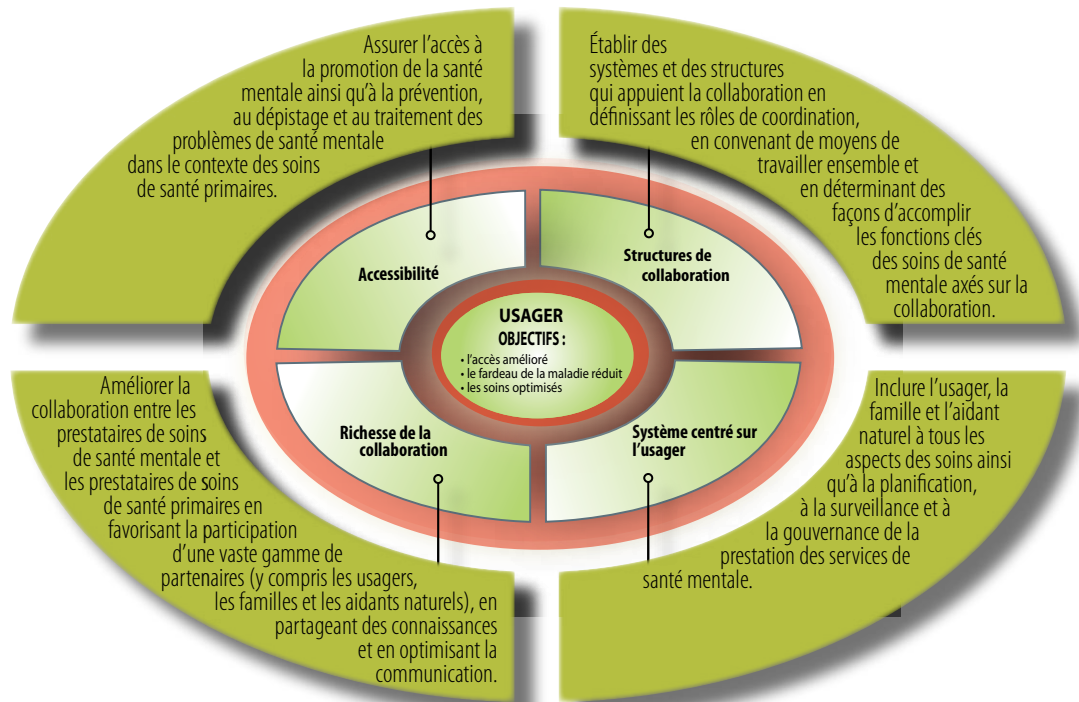 Assurer l’accès à
la promotion de la santé
mentale ainsi qu’à la prévention,
au dépistage et au traitement des
problèmes de santé mentale
dans le contexte des soins
de santé primaires.
Établir des
systèmes et des structures
qui appuient la collaboration en
définissant les rôles de coordination,
en convenant de moyens de
travailler ensemble et
en déterminant des
façons d’accomplir
les fonctions clés
des soins de santé
mentale axés sur la
collaboration.
Accessibilité
Structures de
collaboration
USAGER
OBJECTIFS :
• l’accès amélioré
• le fardeau de la maladie réduit
• les soins optimisés
Richesse de la
collaboration
Système centré sur
l’usager
Améliorer la
collaboration entre les
prestataires de soins
de santé mentale et
les prestataires de soins
de santé primaires en
favorisant la participation
d’une vaste gamme de
partenaires (y compris les usagers,
les familles et les aidants naturels), en
partageant des connaissances
et en optimisant la
communication.
Inclure l’usager, la
famille et l’aidant
naturel à tous les
aspects des soins ainsi
qu’à la planification,
à la surveillance et à
la gouvernance de la
prestation des services de
santé mentale.